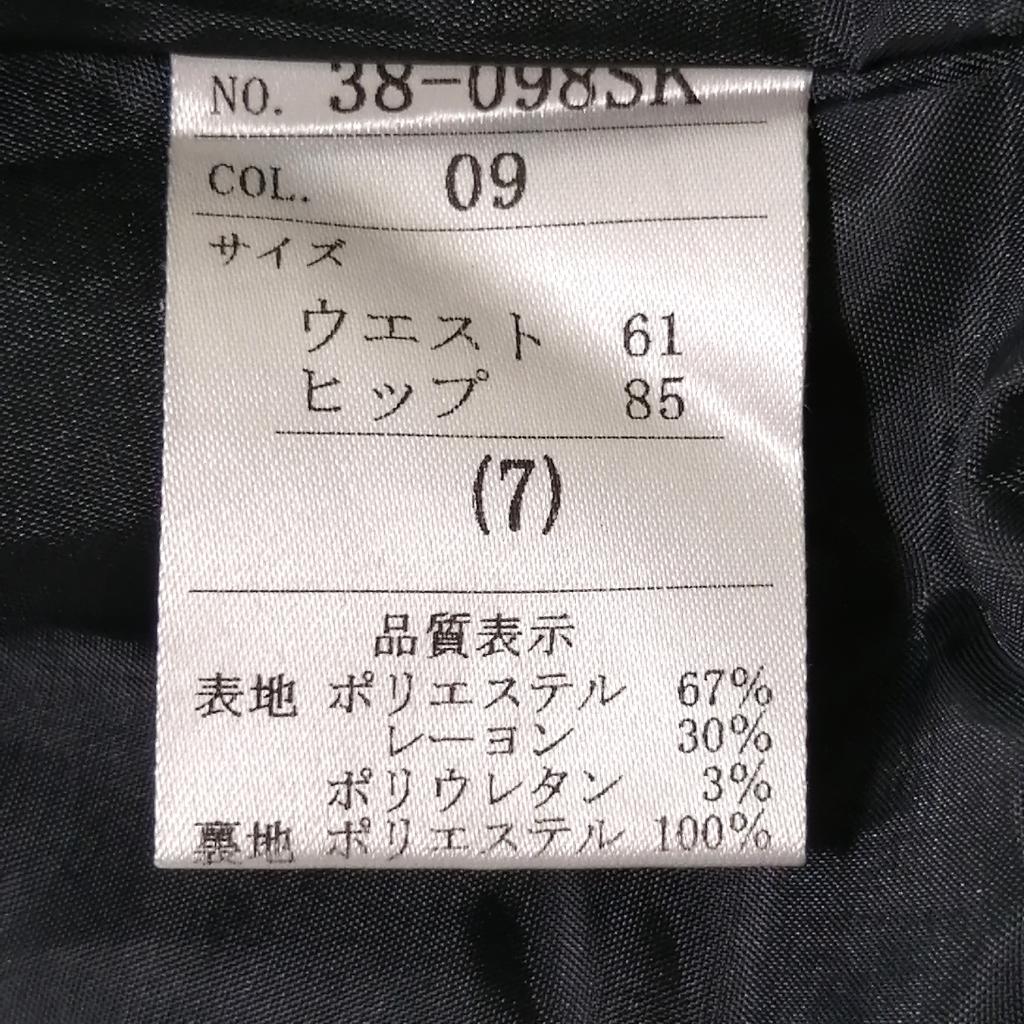 NO. 38-098SK
COL. 09
サイズ
ウエスト 61
ヒップ 85
(7)
品質表示
表地 ポリエステル 67%
レーヨン 30%
ポリウレタン 3%
裏地 ポリエステル 100%